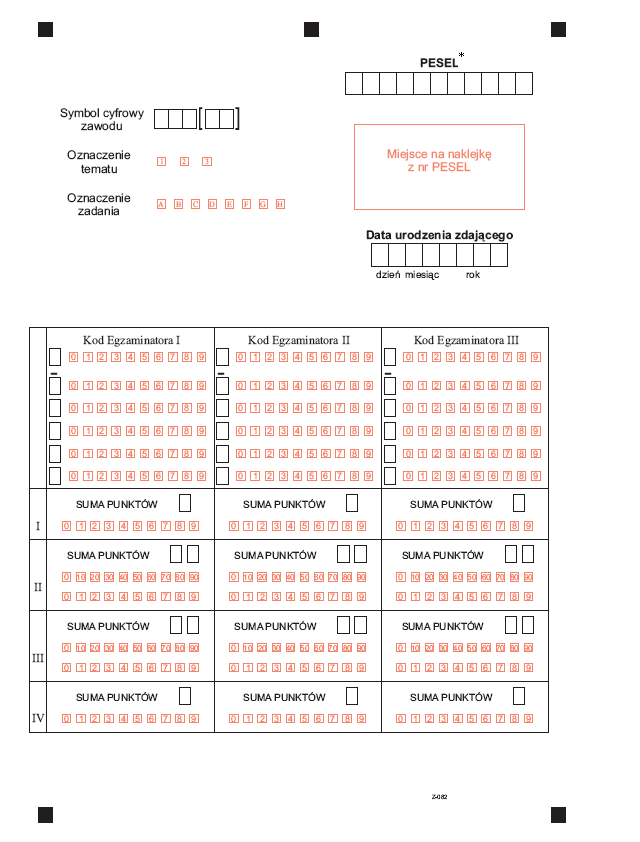 PESEL*
Symbol cyfrowy
zawodu
[ ]
Oznaczenie
tematu
1 2 3
Miejsce na naklejkę
z nr PESEL
Oznaczenie
zadania
A B C D E F G H
Data urodzenia zdającego
dzień miesiąc rok
Kod Egzaminatora I Kod Egzaminatora II Kod Egzaminatora III
0 1 2 3 4 5 6 7 8 9 0 1 2 3 4 5 6 7 8 9 0 1 2 3 4 5 6 7 8 9
- - -
0 1 2 3 4 5 6 7 8 9 0 1 2 3 4 5 6 7 8 9 0 1 2 3 4 5 6 7 8 9
0 1 2 3 4 5 6 7 8 9 0 1 2 3 4 5 6 7 8 9 0 1 2 3 4 5 6 7 8 9
0 1 2 3 4 5 6 7 8 9 0 1 2 3 4 5 6 7 8 9 0 1 2 3 4 5 6 7 8 9
0 1 2 3 4 5 6 7 8 9 0 1 2 3 4 5 6 7 8 9 0 1 2 3 4 5 6 7 8 9
0 1 2 3 4 5 6 7 8 9 0 1 2 3 4 5 6 7 8 9 0 1 2 3 4 5 6 7 8 9
SUMA PUNKTÓW SUMA PUNKTÓW SUMA PUNKTÓW
I 0 1 2 3 4 5 6 7 8 9 0 1 2 3 4 5 6 7 8 9 0 1 2 3 4 5 6 7 8 9
SUMA PUNKTÓW SUMA PUNKTÓW SUMA PUNKTÓW
0 10 20 30 40 50 60 70 80 90 0 10 20 30 40 50 60 70 80 90 0 10 20 30 40 50 60 70 80 90
II
0 1 2 3 4 5 6 7 8 9 0 1 2 3 4 5 6 7 8 9 0 1 2 3 4 5 6 7 8 9
SUMA PUNKTÓW SUMA PUNKTÓW SUMA PUNKTÓW
0 10 20 30 40 50 60 70 80 90 0 10 20 30 40 50 60 70 80 90 0 10 20 30 40 50 60 70 80 90
III
0 1 2 3 4 5 6 7 8 9 0 1 2 3 4 5 6 7 8 9 0 1 2 3 4 5 6 7 8 9
SUMA PUNKTÓW SUMA PUNKTÓW SUMA PUNKTÓW
IV 0 1 2 3 4 5 6 7 8 9 0 1 2 3 4 5 6 7 8 9 0 1 2 3 4 5 6 7 8 9
Z-082